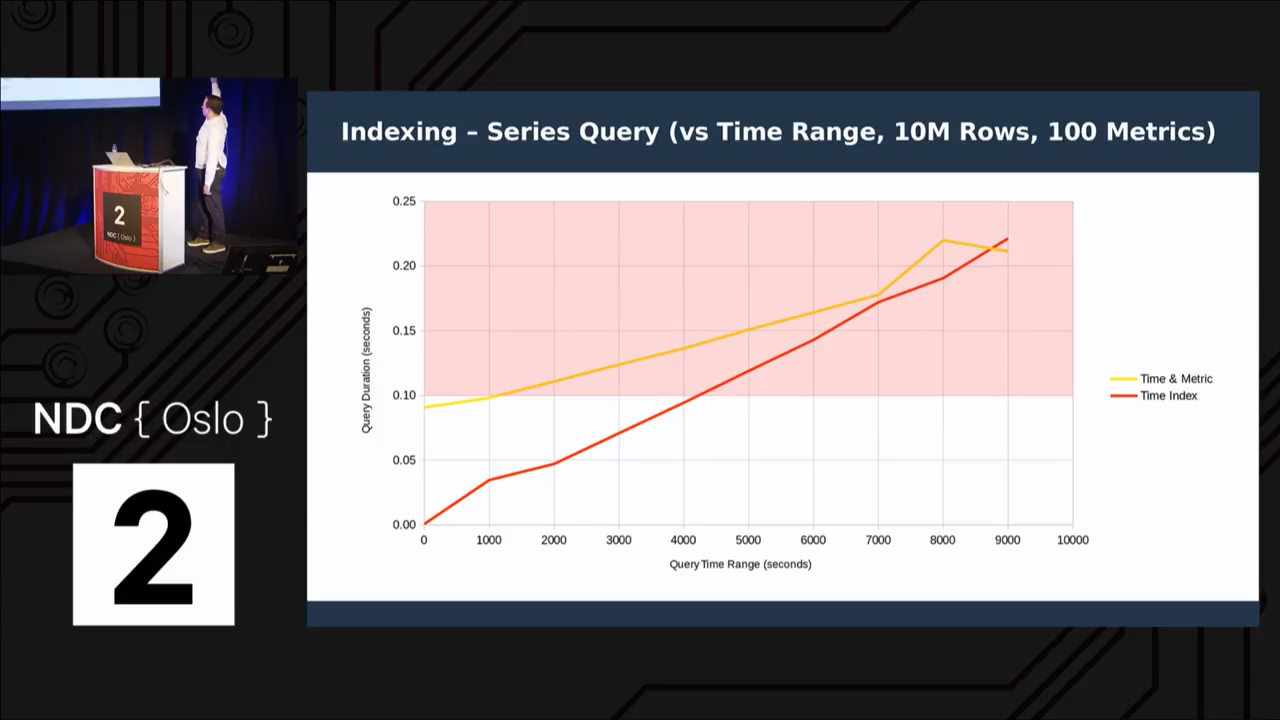 Indexing – Series Query (vs Time Range, 10M Rows, 100 Metrics)
2
NDC { Oslo }
0.25
0.20
0.15
0.10
0.05
0.00
Query Duration (seconds)
0 1000 2000 3000 4000 5000 6000 7000 8000 9000 10000
Query Time Range (seconds)
Time & Metric
Time Index
NDC { Oslo }
2